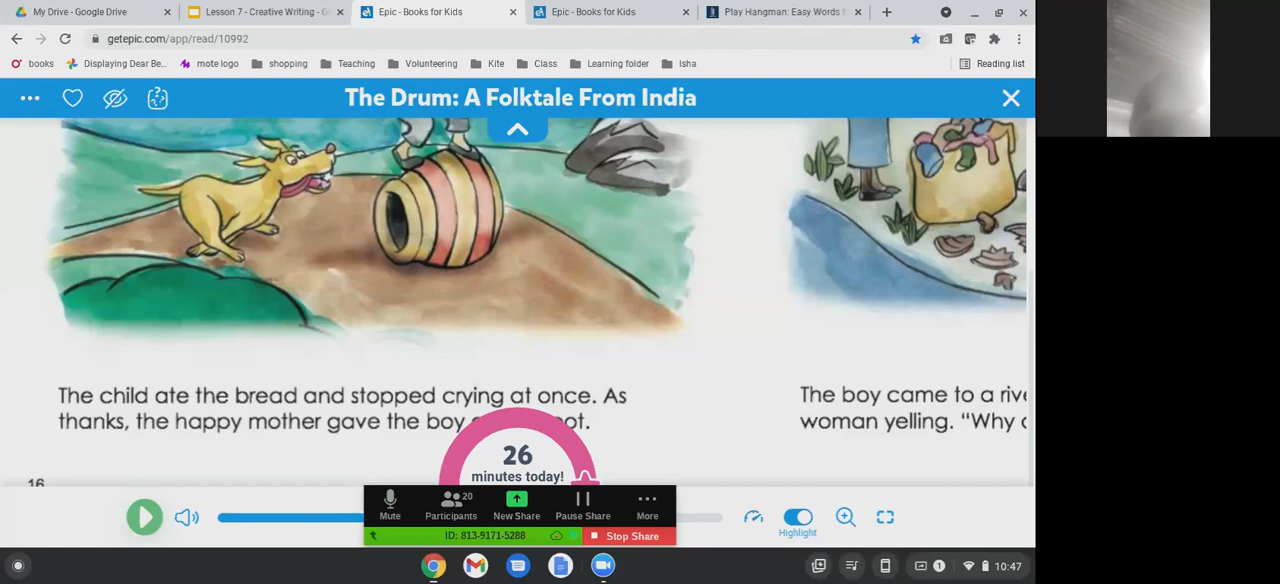 My Drive - Google Drive
Lesson 7 - Creative Writing - G
Epic - Books for Kids
Epic - Books for Kids
Play Hangman: Easy Words
getepic.com/app/read/10992
books
Displaying Dear Be...
mote logo
shopping
Teaching
Volunteering
Kite
Class
Learning folder
Isha
Reading list
The Drum: A Folktale From India
The child ate the bread and stopped crying at once. As
thanks, the happy mother gave the boy
The boy came to a
woman yelling. "Why
16
26
minutes today!
20
Mute
Participants
New Share
Pause Share
More
ID: 813-9171-5288
Stop Share
Highlight
1
10:47